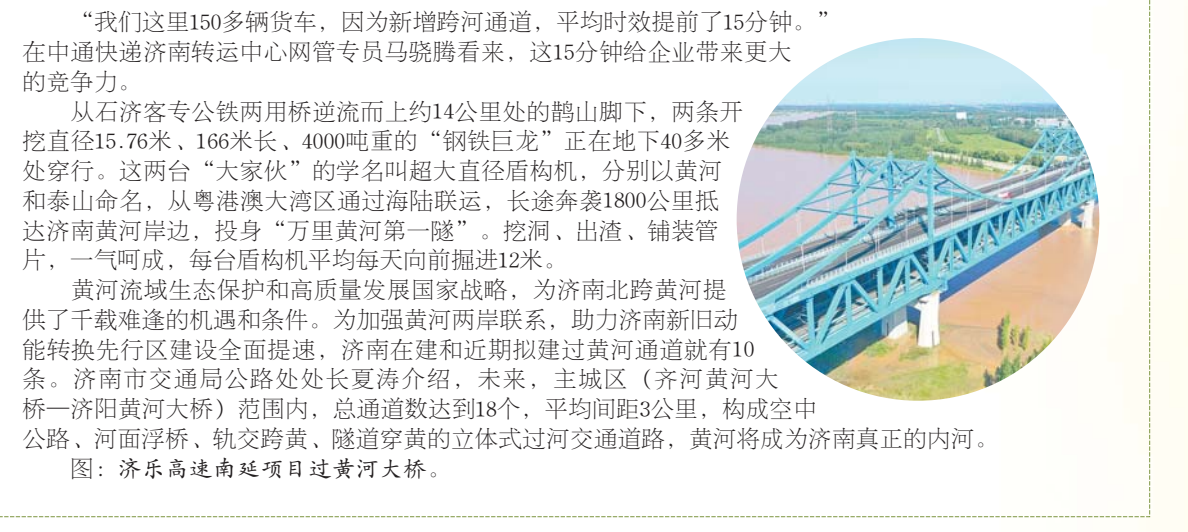 “我们这里150多辆货车，因为新增跨河通道，平均时效提前了15分钟。”
在中通快递济南转运中心网管专员马骁腾看来，这15分钟给企业带来更大
的竞争力。
从石济客专公铁两用桥逆流而上约14公里处的鹊山脚下，两条开
挖直径15.76米、166米长、4000吨重的“钢铁巨龙”正在地下40多米
处穿行。这两台“大家伙”的学名叫超大直径盾构机，分别以黄河
和泰山命名，从粤港澳大湾区通过海陆联运，长途奔袭1800公里抵
达济南黄河岸边，投身“万里黄河第一隧”。挖洞、出渣、铺装管
片，一气呵成，每台盾构机平均每天向前掘进12米。
黄河流域生态保护和高质量发展国家战略，为济南北跨黄河提
供了千载难逢的机遇和条件。为加强黄河两岸联系，助力济南新旧动
能转换先行区建设全面提速，济南在建和近期拟建过黄河通道就有10
条。济南市交通局公路处处长夏涛介绍，未来，主城区（齐河黄河大
桥—济阳黄河大桥）范围内，总通道数达到18个，平均间距3公里，构成空中
公路、河面浮桥、轨交跨黄、隧道穿黄的立体式过河交通道路，黄河将成为济南真正的内河。
图：济乐高速南延项目过黄河大桥。